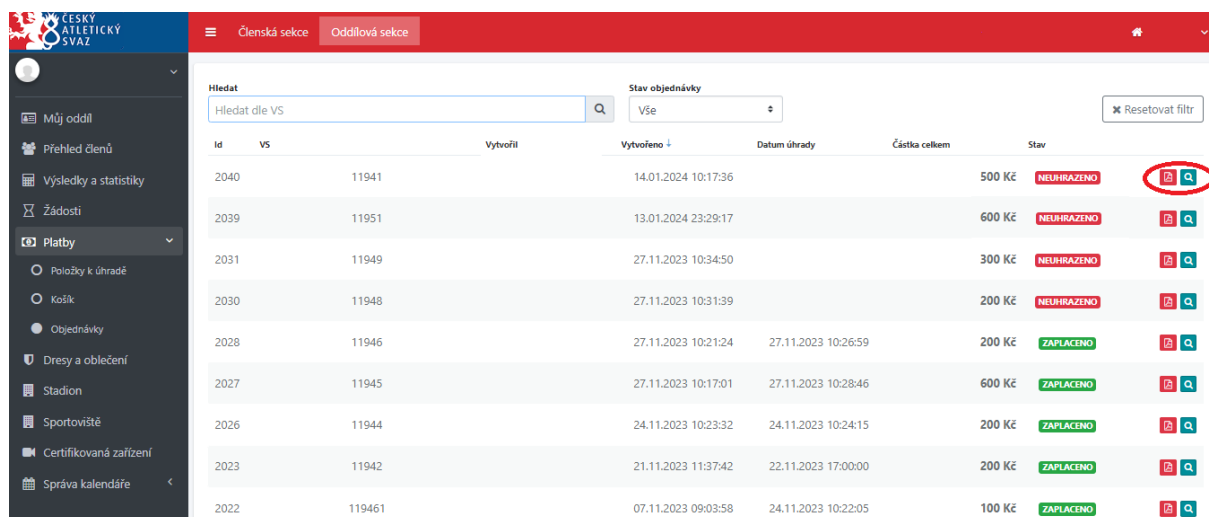 ČESKÝ
ATLETICKÝ
SVAZ
Členská sekce Oddílová sekce
Můj oddíl
Přehled členů
Výsledky a statistiky
Žádosti
Platby
Položky k úhradě
Košík
Objednávky
Dresy a oblečení
Stadion
Sportoviště
Certifikovaná zařízení
Správa kalendáře
Hledat Stav objednávky
Hledat dle VS Vše Resetovat filtr
Id VS Vytvořil Vytvořeno Datum úhrady Částka celkem Stav
2040 11941 14.01.2024 10:17:36 500 Kč NEUHRAZENO
2039 11951 13.01.2024 23:29:17 600 Kč NEUHRAZENO
2031 11949 27.11.2023 10:34:50 300 Kč NEUHRAZENO
2030 11948 27.11.2023 10:31:39 200 Kč NEUHRAZENO
2028 11946 27.11.2023 10:21:24 27.11.2023 10:26:59 200 Kč ZAPLACENO
2027 11945 27.11.2023 10:17:01 27.11.2023 10:28:46 600 Kč ZAPLACENO
2026 11944 24.11.2023 10:23:32 24.11.2023 10:24:15 200 Kč ZAPLACENO
2023 11942 21.11.2023 11:37:42 22.11.2023 17:00:00 200 Kč ZAPLACENO
2022 119461 07.11.2023 09:03:58 24.11.2023 10:22:05 100 Kč ZAPLACENO